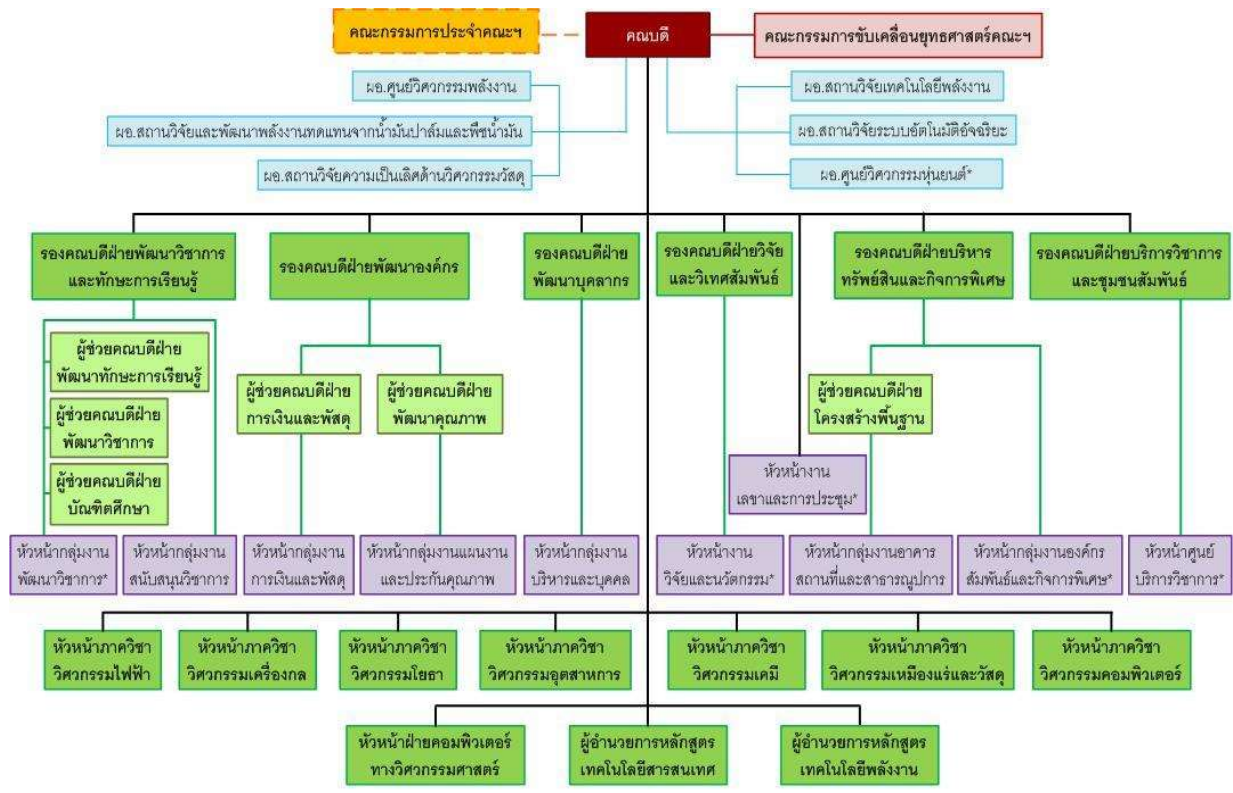 คณะกรรมการประจำคณะฯ
คณบดี
คณะกรรมการขับเคลื่อนยุทธศาสตร์คณะฯ
ผอ.ศูนย์วิศวกรรมพลังงาน
ผอ.สถานวิจัยเทคโนโลยีพลังงาน
ผอ.สถานวิจัยและพัฒนาพลังงานทดแทนจากน้ำมันปาล์มและพืชน้ำมัน
ผอ.สถานวิจัยระบบอัตโนมัติอัจฉริยะ
ผอ.สถานวิจัยความเป็นเลิศด้านวิศวกรรมวัสดุ
ผอ.ศูนย์วิศวกรรมหุ่นยนต์*
รองคณบดีฝ่ายพัฒนาวิชาการ
และทักษะการเรียนรู้
รองคณบดีฝ่ายพัฒนาองค์กร
รองคณบดีฝ่าย
พัฒนาบุคลากร
รองคณบดีฝ่ายวิจัย
และวิเทศสัมพันธ์
รองคณบดีฝ่ายบริหาร
ทรัพย์สินและกิจการพิเศษ
รองคณบดีฝ่ายบริการวิชาการ
และชุมชนสัมพันธ์
ผู้ช่วยคณบดีฝ่าย
พัฒนาทักษะการเรียนรู้
ผู้ช่วยคณบดีฝ่าย
พัฒนาวิชาการ
ผู้ช่วยคณบดีฝ่าย
บัณฑิตศึกษา
ผู้ช่วยคณบดีฝ่าย
การเงินและพัสดุ
ผู้ช่วยคณบดีฝ่าย
พัฒนาคุณภาพ
ผู้ช่วยคณบดีฝ่าย
โครงสร้างพื้นฐาน
หัวหน้างาน
เลขาและการประชุม*
หัวหน้ากลุ่มงาน
พัฒนาวิชาการ*
หัวหน้ากลุ่มงาน
สนับสนุนวิชาการ
หัวหน้ากลุ่มงาน
การเงินและพัสดุ
หัวหน้ากลุ่มงานแผนงาน
และประกันคุณภาพ
หัวหน้ากลุ่มงาน
บริหารและบุคคล
หัวหน้างาน
วิจัยและนวัตกรรม*
หัวหน้ากลุ่มงานอาคาร
สถานที่และสาธารณูปการ
หัวหน้ากลุ่มงานองค์กร
สัมพันธ์และกิจการพิเศษ*
หัวหน้าศูนย์
บริการวิชาการ*
หัวหน้าภาควิชา
วิศวกรรมไฟฟ้า
หัวหน้าภาควิชา
วิศวกรรมเครื่องกล
หัวหน้าภาควิชา
วิศวกรรมโยธา
หัวหน้าภาควิชา
วิศวกรรมอุตสาหการ
หัวหน้าภาควิชา
วิศวกรรมเคมี
หัวหน้าภาควิชา
วิศวกรรมเหมืองแร่และวัสดุ
หัวหน้าภาควิชา
วิศวกรรมคอมพิวเตอร์
หัวหน้าฝ่ายคอมพิวเตอร์
ทางวิศวกรรมศาสตร์
ผู้อำนวยการหลักสูตร
เทคโนโลยีสารสนเทศ
ผู้อำนวยการหลักสูตร
เทคโนโลยีพลังงาน